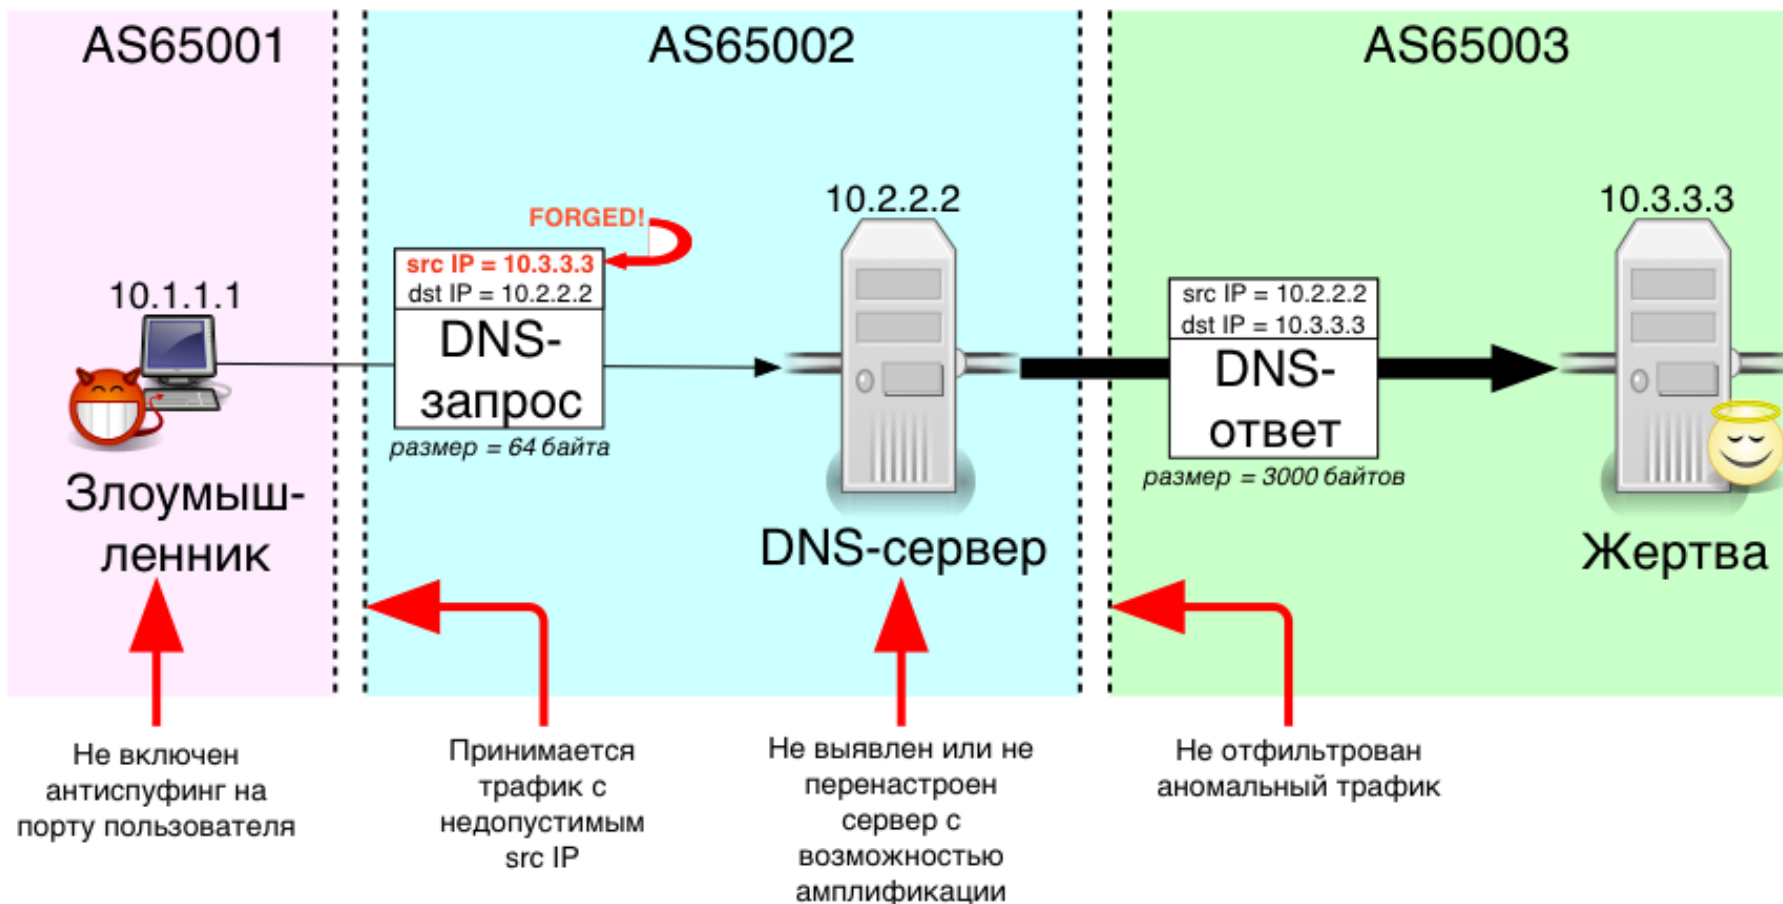 AS65001
AS65002
AS65003
10.1.1.1
Злоумыш-
ленник
FORGED!
src IP = 10.3.3.3
dst IP = 10.2.2.2
DNS-
запрос
размер = 64 байта
10.2.2.2
DNS-сервер
src IP = 10.2.2.2
dst IP = 10.3.3.3
DNS-
ответ
размер = 3000 байтов
10.3.3.3
Жертва
Не включен
антиспуфинг на
порту пользователя
Принимается
трафик с
недопустимым
src IP
Не выявлен или не
перенастроен
сервер с
возможностью
амплификации
Не отфильтрован
аномальный трафик